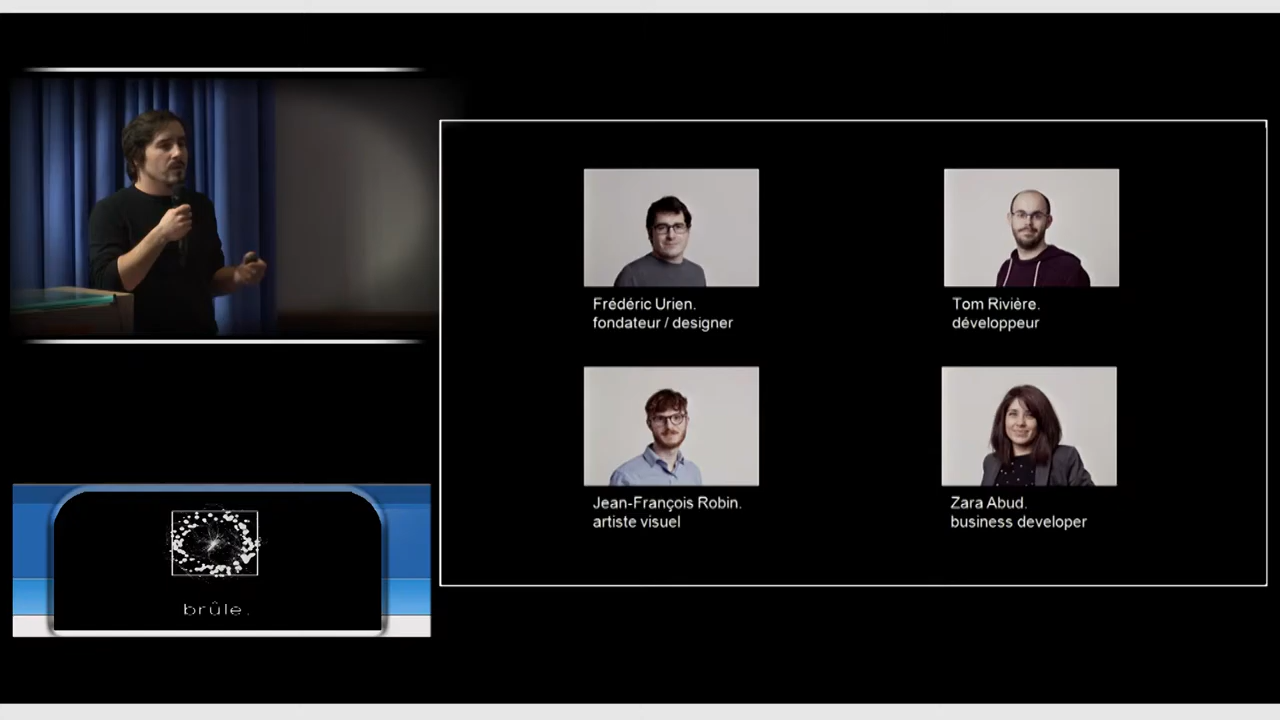 Frédéric Urien.
fondateur / designer
Tom Rivière.
développeur
Jean-François Robin.
artiste visuel
Zara Abud.
business developer
brûle.